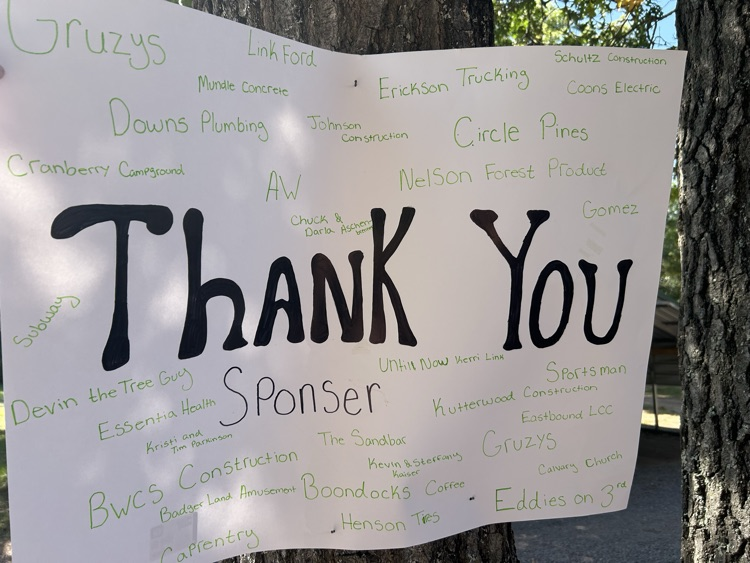 Gruzys
Link Ford
Schultz Construction
Mundle Concrete
Erickson Trucking
Coons Electric
Downs Plumbing
Johnson
Construction
Circle Pines
Cranberry Campground
AW
Nelson Forest Product
Chuck &
Darla
Gomez
THANK YOU
Subway
Untill Now Kerri Link
Sportsman
Devin the Tree Guy
Sponser
Kutterwood Construction
Essentia Health
Eastbound LCC
Kristi and
Tim Parkinson
The Sandbar
Gruzys
Kevin & Steffany
Kaiser
Calvary Church
BWCS Construction
Badger Land Amusement
Boondocks Coffee
Eddies on 3rd
Henson Tires
Caprentry